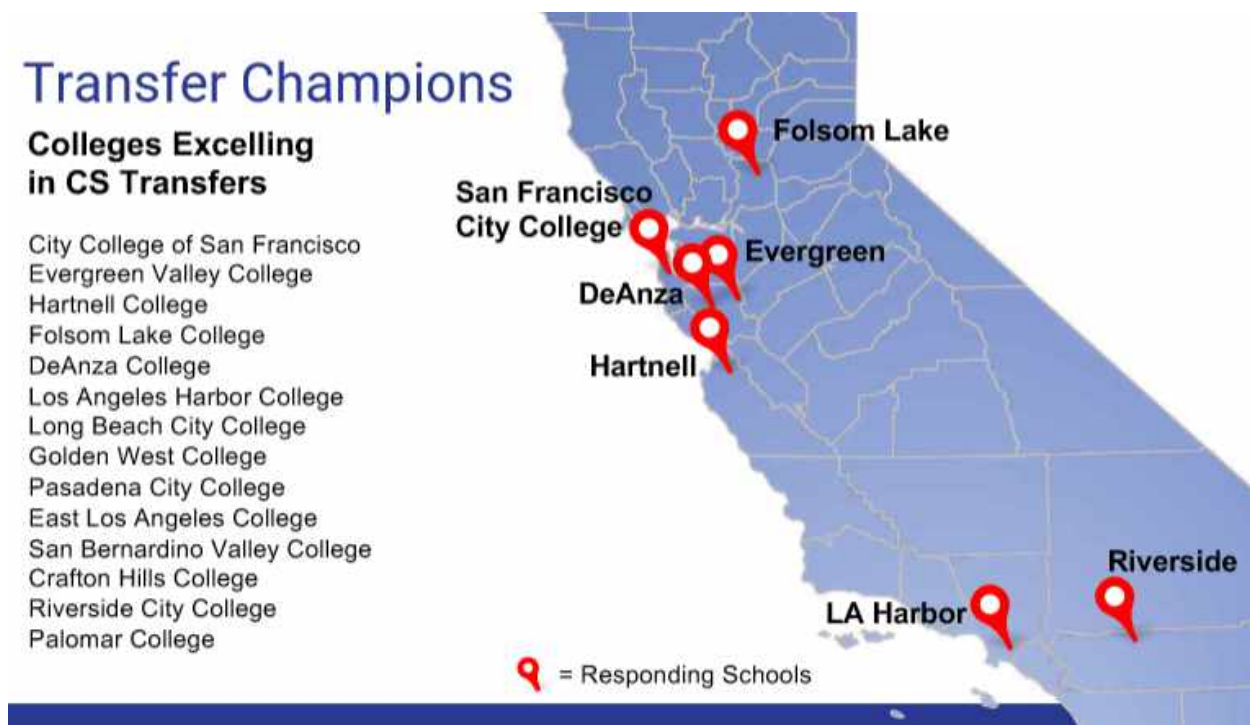 Transfer Champions
Colleges Excelling
in CS Transfers
City College of San Francisco
Evergreen Valley College
Hartnell College
Folsom Lake College
DeAnza College
Los Angeles Harbor College
Long Beach City College
Golden West College
Pasadena City College
East Los Angeles College
San Bernardino Valley College
Crafton Hills College
Riverside City College
Palomar College
Folsom Lake
San Francisco
City College
Evergreen
DeAnza
Hartnell
Riverside
LA Harbor
= Responding Schools